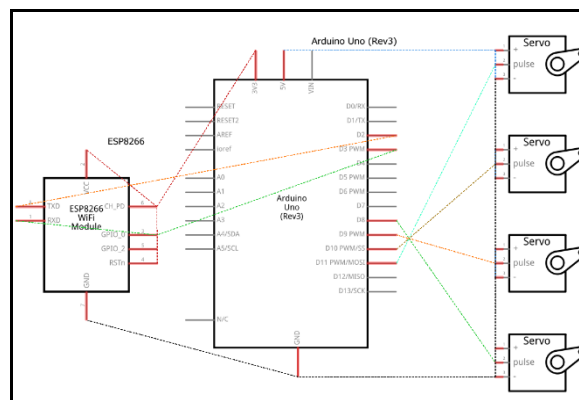 Arduino Uno (Rev3)
Servo
+
pulse
-
3V3
5V
VIN
RESET
RESET2
AREF
ioref
A0
A1
A2
A3
A4/SDA
A5/SCL
N/C
GND
D0/RX
D1/TX
D2
D3 PWM
D4
D5 PWM
D6 PWM
D7
D8
D9 PWM
D10 PWM/SS
D11 PWM/MOSI
D12/MISO
D13/SCK
Arduino
Uno
(Rev3)
ESP8266
VCC
TXD
RXD
ESP8266
WiFi
Module
CH_PD
GPIO_0
GPIO_2
RSTn
GND
Servo
+
pulse
-
Servo
+
pulse
-
Servo
+
pulse
-